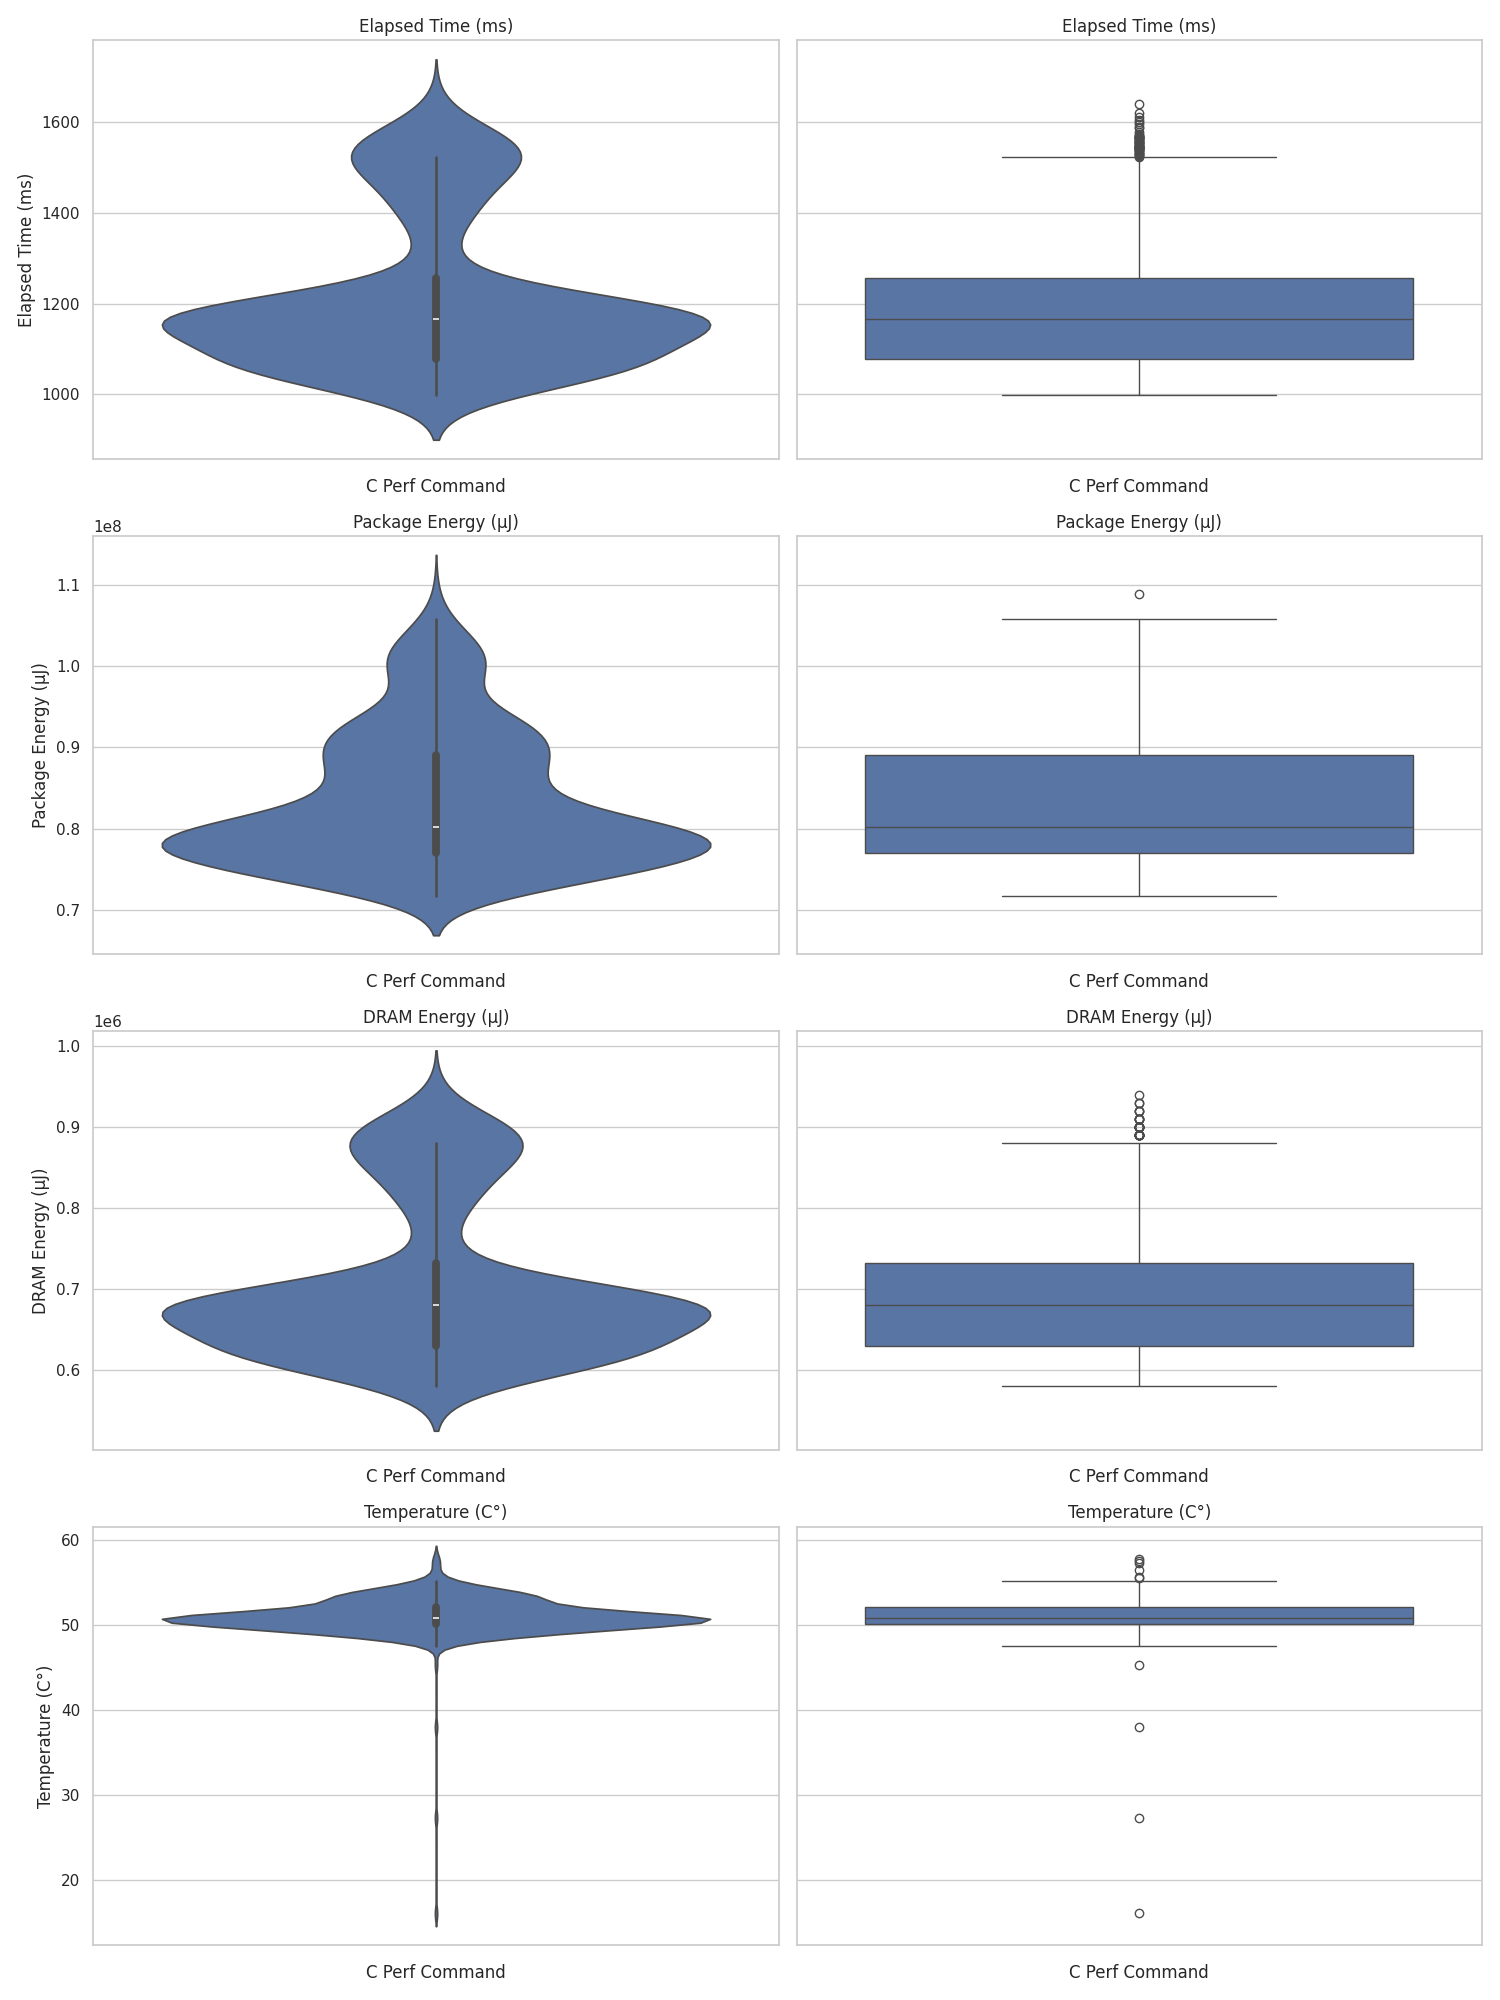 Elapsed Time (ms)
Elapsed Time (ms)
Elapsed Time (ms)
1600
1400
1200
1000
C Perf Command
C Perf Command
1e8
Package Energy (μJ)
Package Energy (μJ)
Package Energy (μJ)
1.1
1.0
0.9
0.8
0.7
C Perf Command
C Perf Command
1e6
DRAM Energy (μJ)
DRAM Energy (μJ)
DRAM Energy (μJ)
1.0
0.9
0.8
0.7
0.6
C Perf Command
C Perf Command
Temperature (C°)
Temperature (C°)
Temperature (C°)
60
50
40
30
20
C Perf Command
C Perf Command